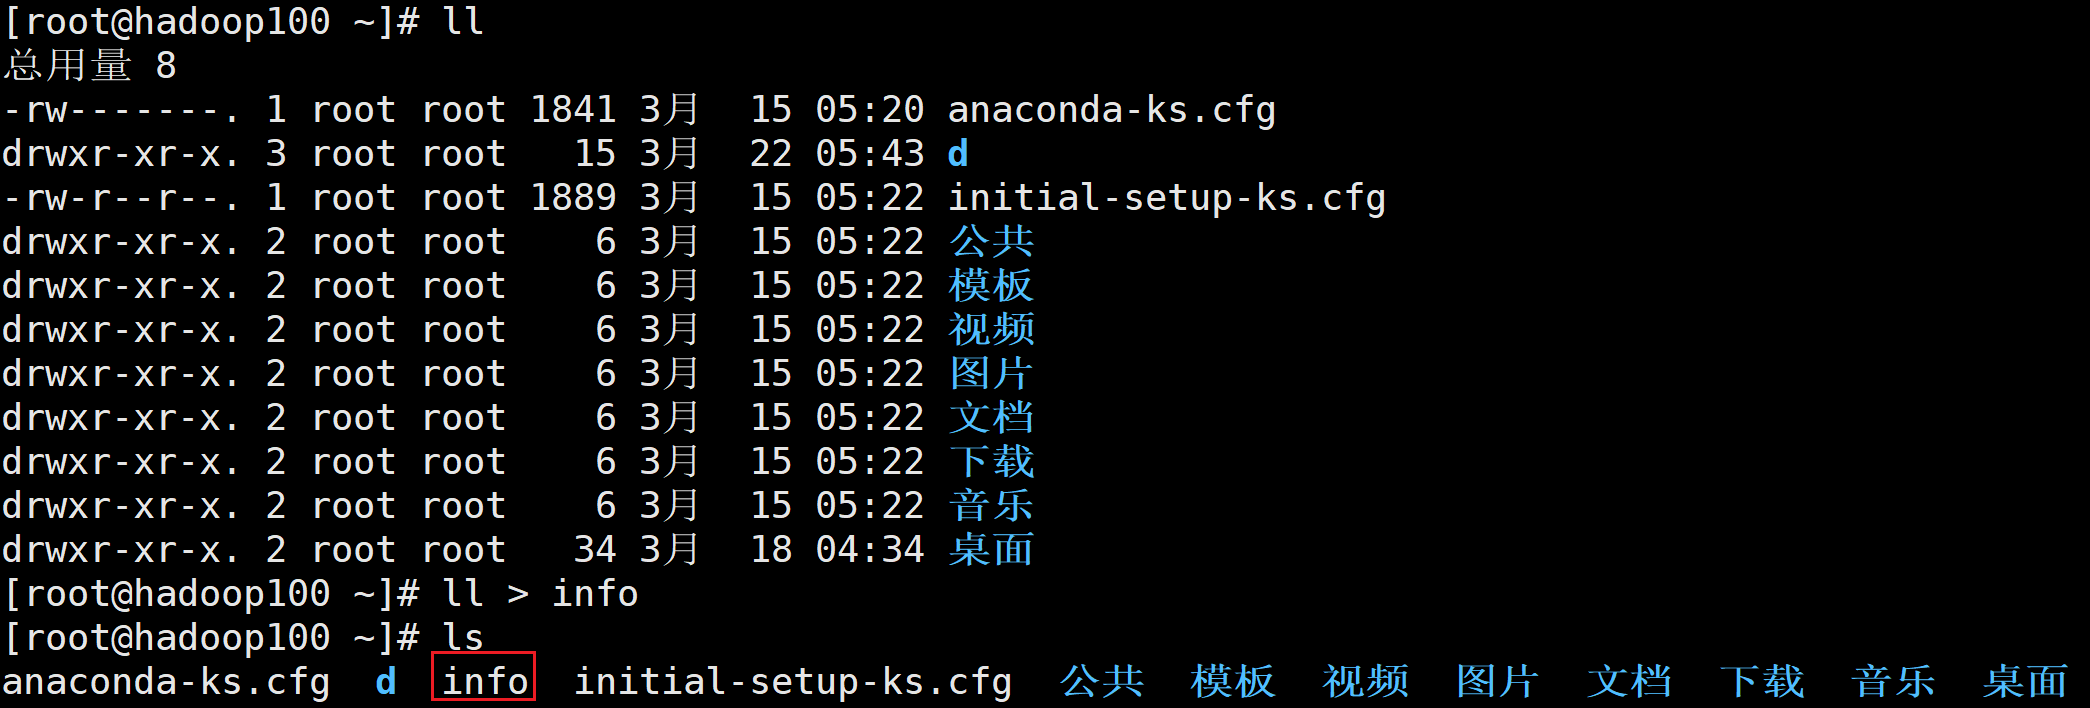 [root@hadoop100 ~]# ll
总用量 8
-rw-------. 1 root root 1841 3月  15 05:20 anaconda-ks.cfg
drwxr-xr-x. 3 root root   15 3月  22 05:43 d
-rw-r--r--. 1 root root 1889 3月  15 05:22 initial-setup-ks.cfg
drwxr-xr-x. 2 root root    6 3月  15 05:22 公共
drwxr-xr-x. 2 root root    6 3月  15 05:22 模板
drwxr-xr-x. 2 root root    6 3月  15 05:22 视频
drwxr-xr-x. 2 root root    6 3月  15 05:22 图片
drwxr-xr-x. 2 root root    6 3月  15 05:22 文档
drwxr-xr-x. 2 root root    6 3月  15 05:22 下载
drwxr-xr-x. 2 root root    6 3月  15 05:22 音乐
drwxr-xr-x. 2 root root   34 3月  18 04:34 桌面
[root@hadoop100 ~]# ll > info
[root@hadoop100 ~]# ls
anaconda-ks.cfg  d  info  initial-setup-ks.cfg  公共  模板  视频  图片  文档  下载  音乐  桌面